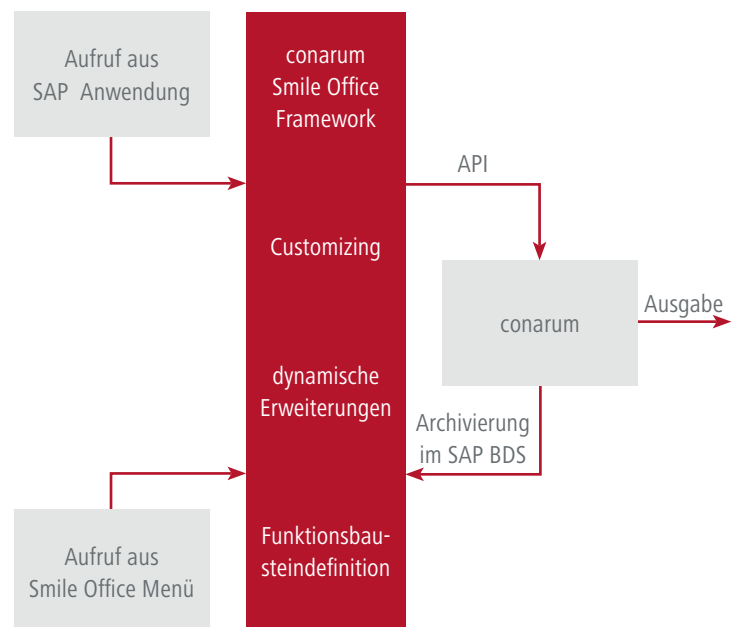 Aufruf aus
SAP Anwendung
conarum
Smile Office
Framework
API
Customizing
conarum
Ausgabe
dynamische
Erweiterungen
Archivierung
im SAP BDS
Funktionsbau-
steindefinition
Aufruf aus
Smile Office Menü